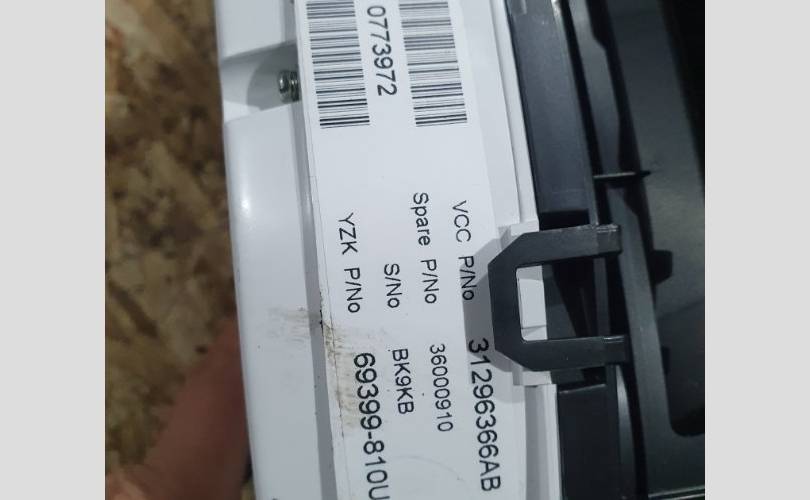 VCC P/No 31296366AB
Spare P/No 36000910
S/No BK9KB
YZK P/No 69399-810U
0773972